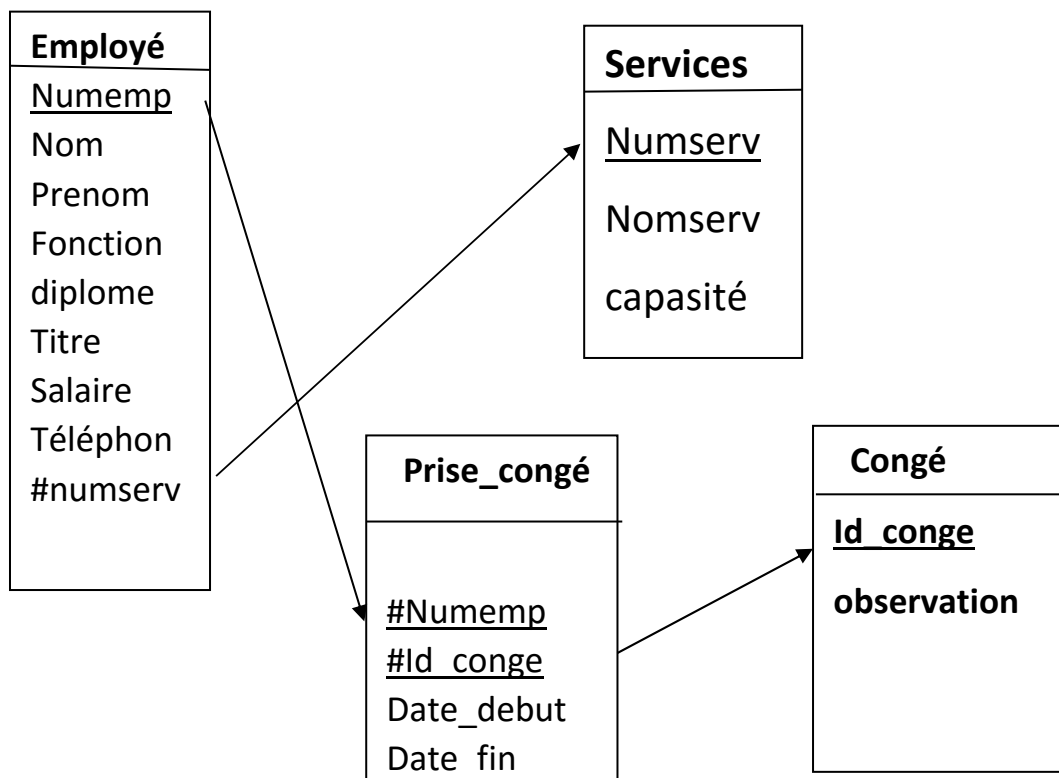 Employé
Numemp
Nom
Prenom
Fonction
diplome
Titre
Salaire
Téléphon
#numserv
Services
Numserv
Nomserv
capasité
Prise_congé
#Numemp
#Id_conge
Date_debut
Date_fin
Congé
Id_conge
observation